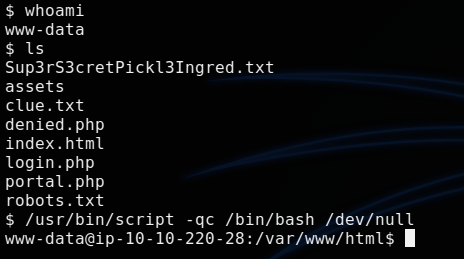 $ whoami
www-data
$ ls
Sup3rS3cretPickl3Ingred.txt
assets
clue.txt
denied.php
index.html
login.php
portal.php
robots.txt
$ /usr/bin/script -qc /bin/bash /dev/null
www-data@ip-10-10-220-28:/var/www/html$